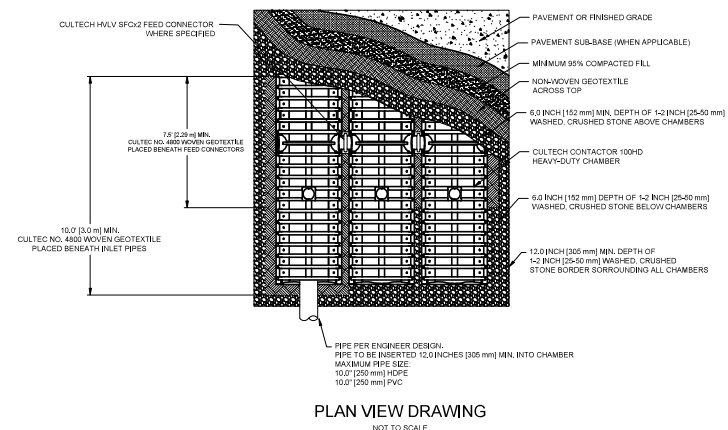 CULTECH HVLV SFCx2 FEED CONNECTOR
WHERE SPECIFIED
7.5' [2.29 m] MIN.
CULTEC NO. 4800 WOVEN GEOTEXTILE
PLACED BENEATH FEED CONNECTORS
10.0' [3.0 m] MIN.
CULTEC NO. 4800 WOVEN GEOTEXTILE
PLACED BENEATH INLET PIPES
PAVEMENT OR FINISHED GRADE
PAVEMENT SUB-BASE (WHEN APPLICABLE)
MINIMUM 95% COMPACTED FILL
NON-WOVEN GEOTEXTILE
ACROSS TOP
6.0 INCH [152 mm] MIN. DEPTH OF 1-2 INCH [25-50 mm]
WASHED, CRUSHED STONE ABOVE CHAMBERS
CULTECH CONTACTOR 100HD
HEAVY-DUTY CHAMBER
6.0 INCH [152 mm] DEPTH OF 1-2 INCH [25-50 mm]
WASHED, CRUSHED STONE BELOW CHAMBERS
12.0 INCH [305 mm] MIN. DEPTH OF
1-2 INCH [25-50 mm] WASHED, CRUSHED
STONE BORDER SORROUNDING ALL CHAMBERS
PIPE PER ENGINEER DESIGN.
PIPE TO BE INSERTED 12.0 INCHES [305 mm] MIN. INTO CHAMBER
MAXIMUM PIPE SIZE:
10.0" [250 mm] HDPE
10.0" [250 mm] PVC
PLAN VIEW DRAWING
NOT TO SCALE